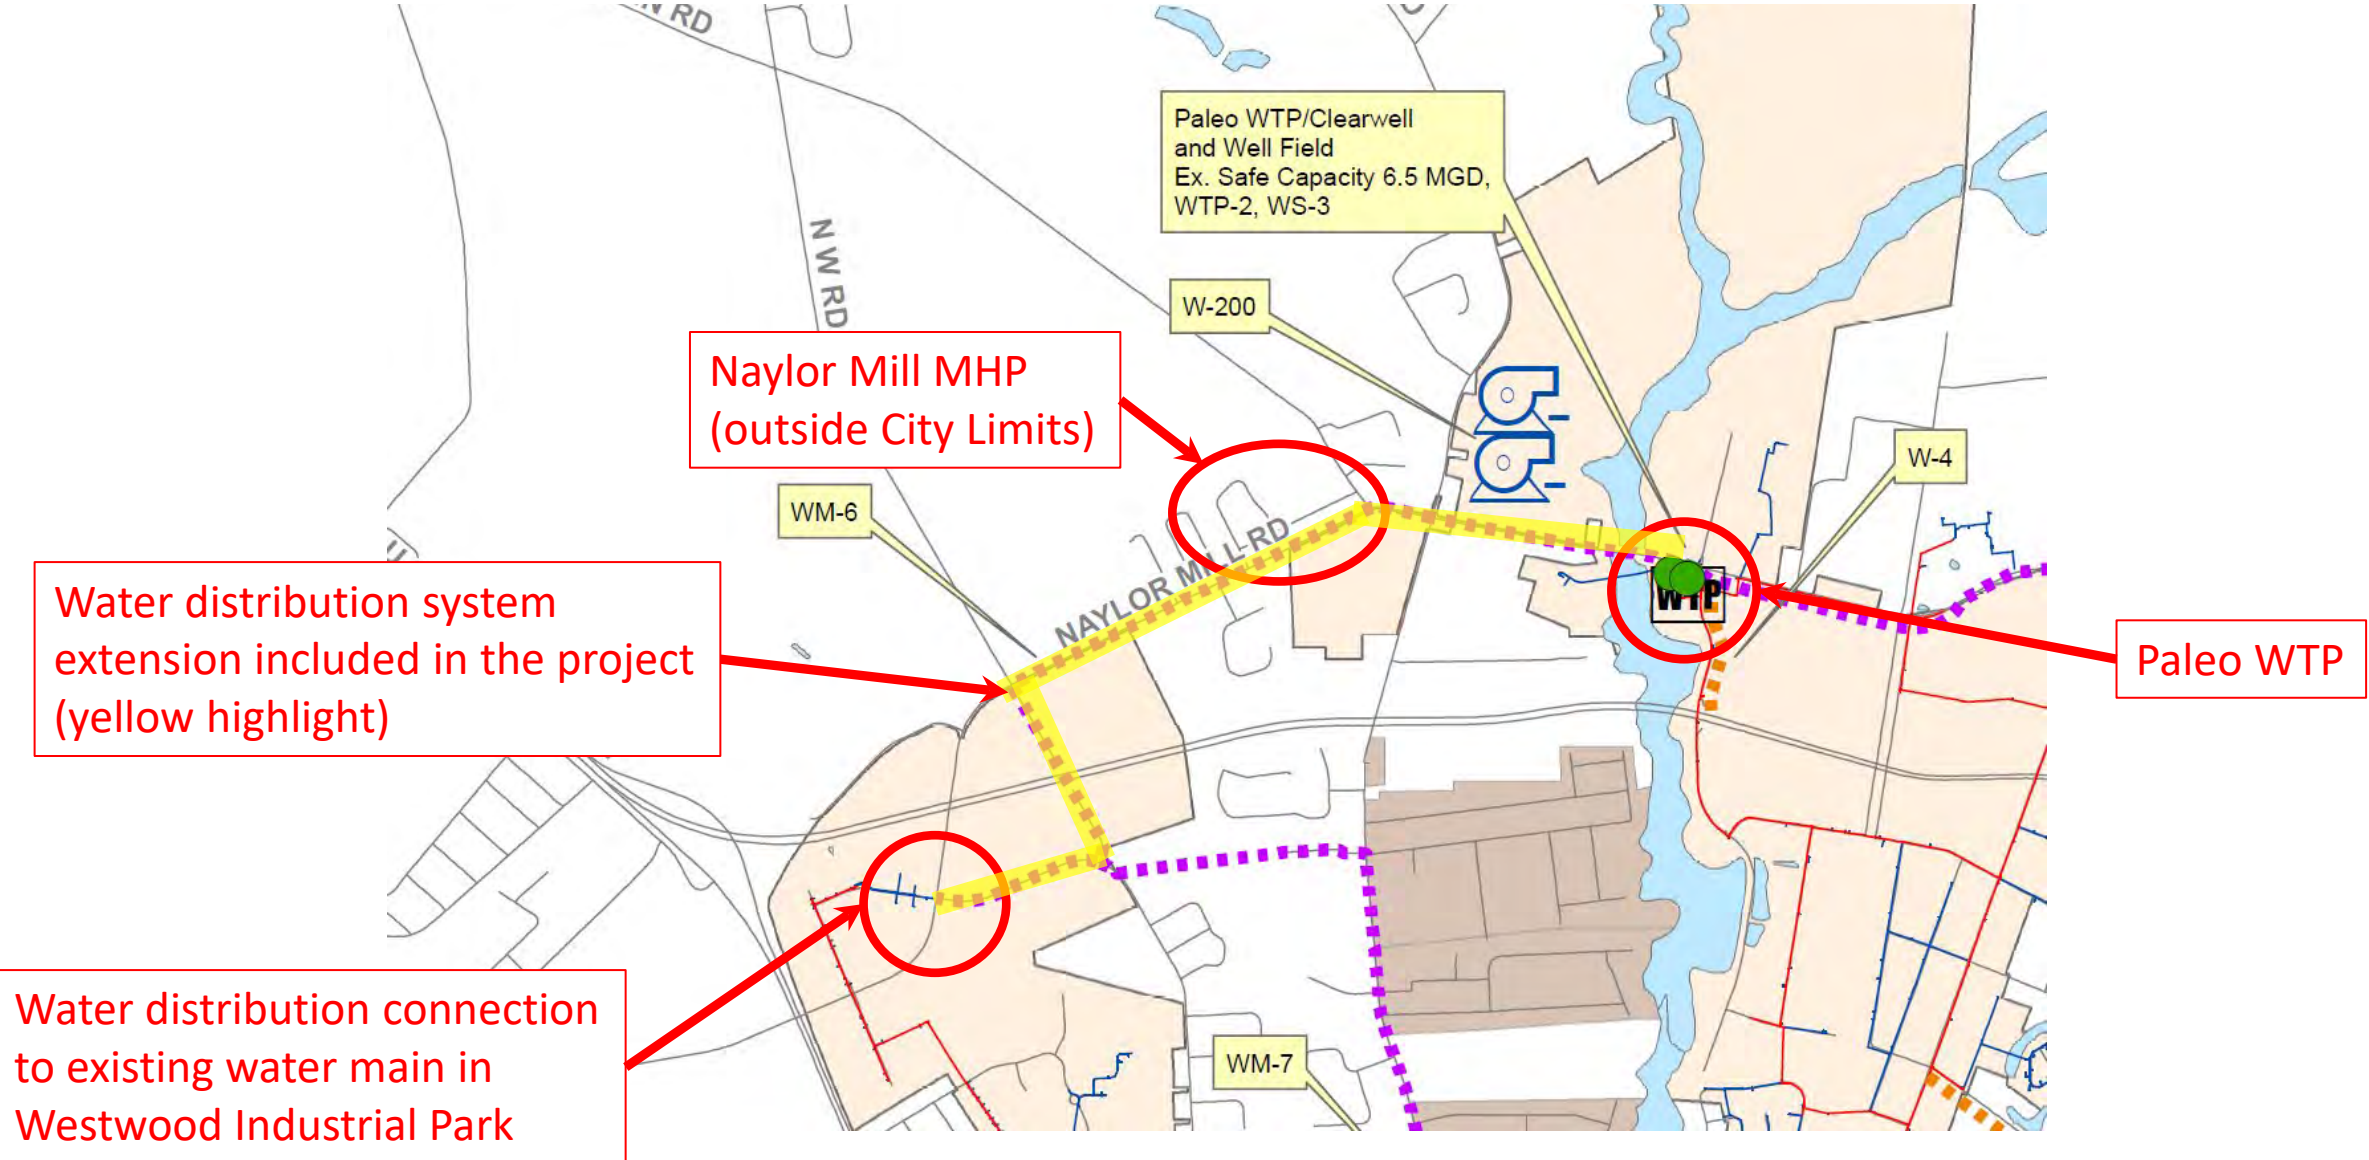 N RD
Paleo WTP/Clearwell
and Well Field
Ex. Safe Capacity 6.5 MGD,
WTP-2, WS-3
N W RD
W-200
Naylor Mill MHP
(outside City Limits)
W-4
WM-6
NAYLOR MILL RD
Water distribution system
extension included in the project
(yellow highlight)
WTP
Paleo WTP
Water distribution connection
to existing water main in
Westwood Industrial Park
WM-7